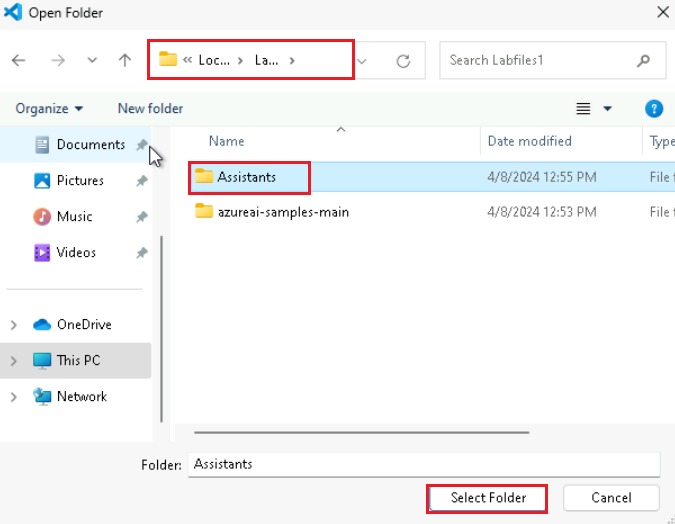 Open Folder
« Loc... › La... ›
Search Labfiles1
Organize
New folder
Documents
Pictures
Music
Videos
OneDrive
This PC
Network
Name
Date modified
Type
Assistants
4/8/2024 12:55 PM
File f
azureai-samples-main
4/8/2024 12:53 PM
File f
Folder:
Assistants
Select Folder
Cancel